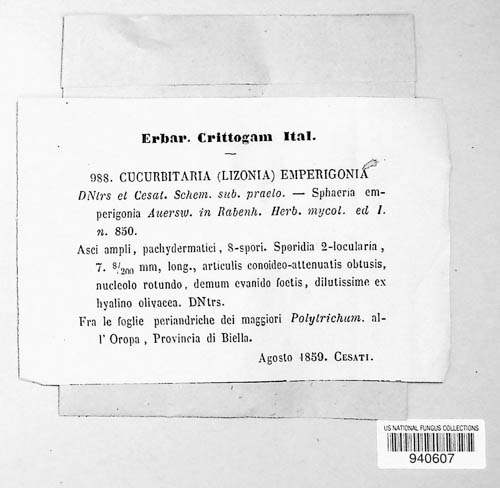 Erbar. Crittogam Ital.
988. CUCURBITARIA (LIZONIA) EMPERIGONIA
DNtrs et Cesat. Schem. sub. praelo. — Sphaeria em-
perigonia Auersw. in Rabenh. Herb. mycol. ed 1.
n. 850.
Asci ampli, pachydermatici, 8-spori. Sporidia 2-locularia,
7. 8/200 mm, long., articulis conoideo-attenuatis obtusis,
nucleolo rotundo, demum evanido foetis, dilutissime ex
hyalino olivacea. DNtrs.
Fra le foglie periandriche dei maggiori Polytrichum. al-
l' Oropa, Provincia di Biella.
Agosto 1859. CESATI.
US NATIONAL FUNGUS COLLECTIONS
940607